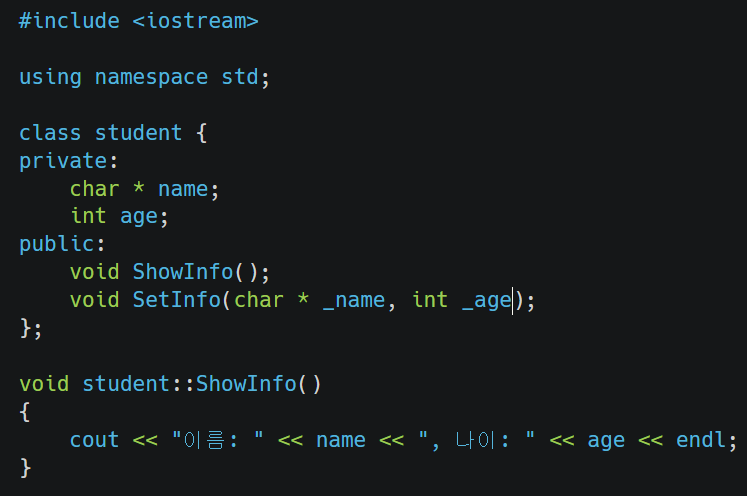 #include <iostream>
using namespace std;
class student {
private:
    char * name;
    int age;
public:
    void ShowInfo();
    void SetInfo(char * _name, int _age);
};
void student::ShowInfo()
{
    cout << "이름: " << name << ", 나이: " << age << endl;
}